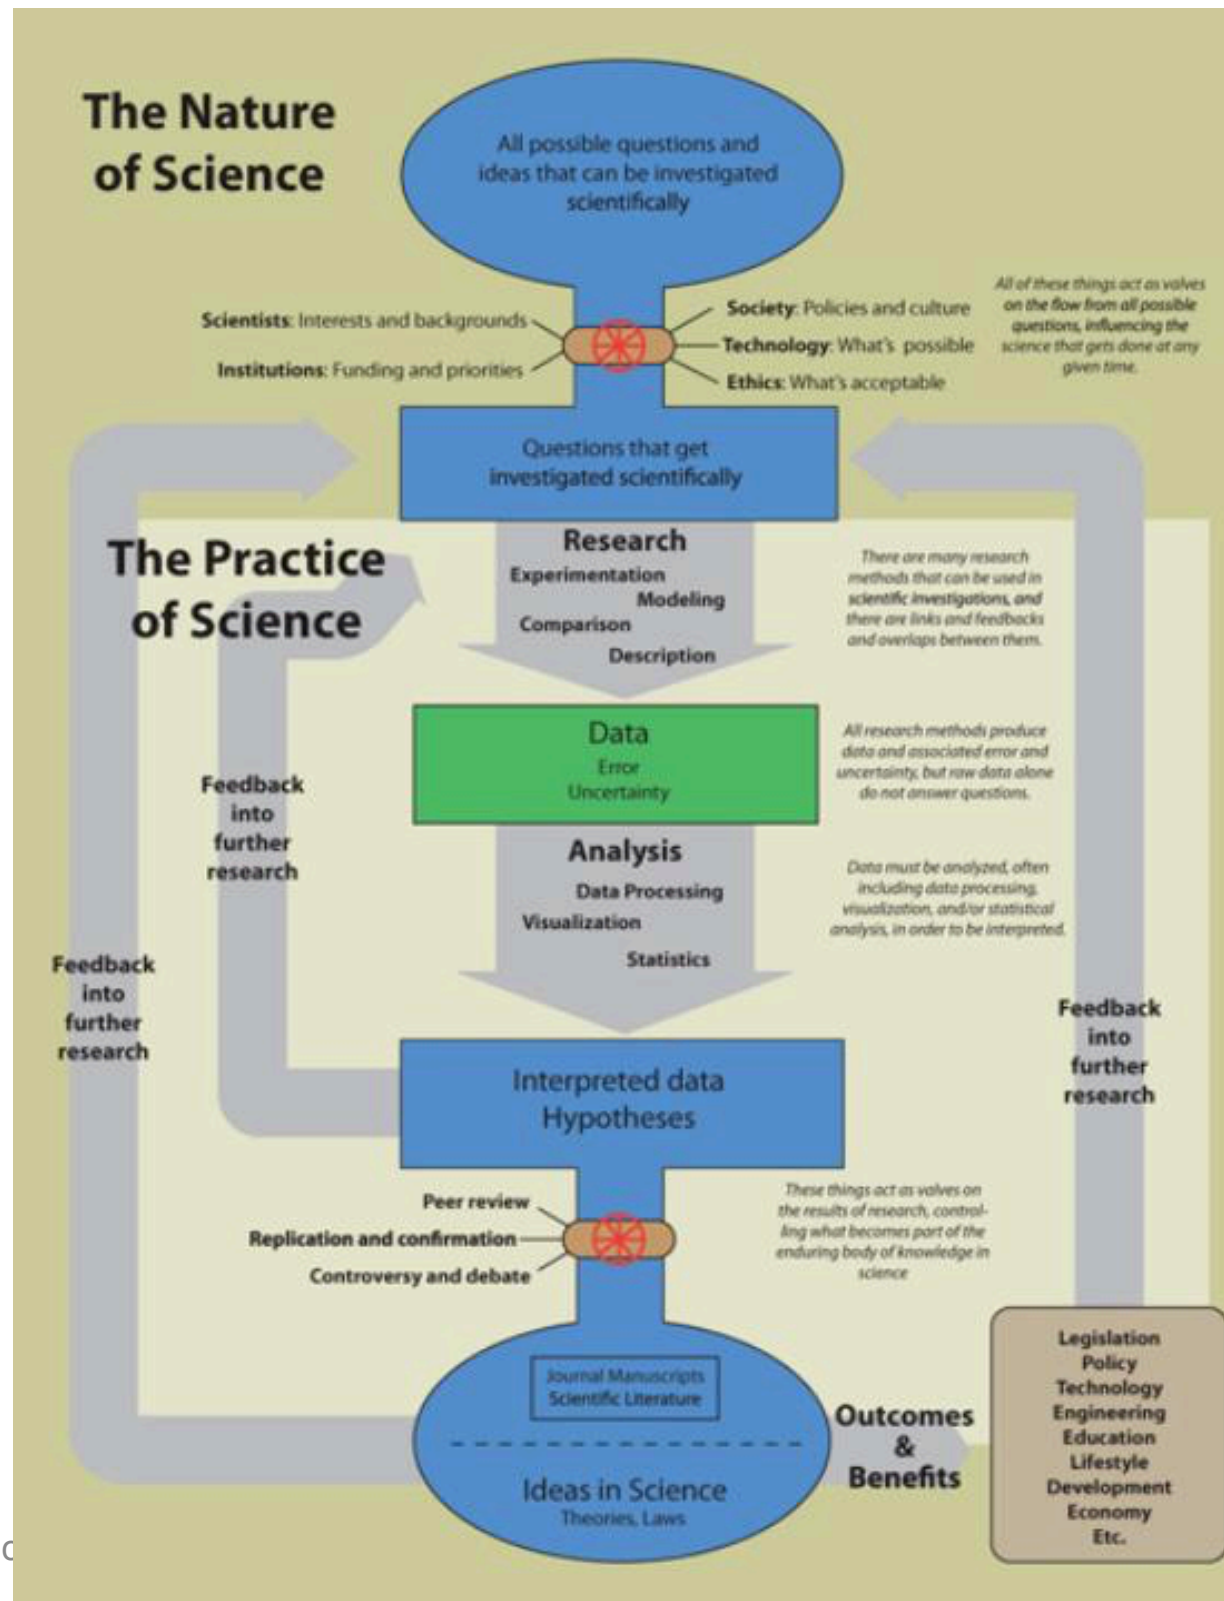 The Nature
of Science
All possible questions and
ideas that can be investigated
scientifically
Scientists: Interests and backgrounds
Institutions: Funding and priorities
Society: Policies and culture
Technology: What's possible
Ethics: What's acceptable
All of these things act as valves
on the flow from all possible
questions, influencing the
science that gets done at any
given time.
Questions that get
investigated scientifically
The Practice
of Science
Research
Experimentation
Modeling
Comparison
Description
There are many research
methods that can be used in
scientific investigations, and
there are links and feedbacks
and overlaps between them.
Data
Error
Uncertainty
All research methods produce
data and associated error and
uncertainty, but raw data alone
do not answer questions.
Feedback
into
further
research
Analysis
Data Processing
Visualization
Statistics
Data must be analyzed, often
including data processing,
visualization, and/or statistical
analysis, in order to be interpreted.
Feedback
into
further
research
Feedback
into
further
research
Interpreted data
Hypotheses
Peer review
Replication and confirmation
Controversy and debate
These things act as valves on
the results of research, control-
ling what becomes part of the
enduring body of knowledge in
science
Journal Manuscripts
Scientific Literature
Ideas in Science
Theories, Laws
Outcomes
&
Benefits
Legislation
Policy
Technology
Engineering
Education
Lifestyle
Development
Economy
Etc.